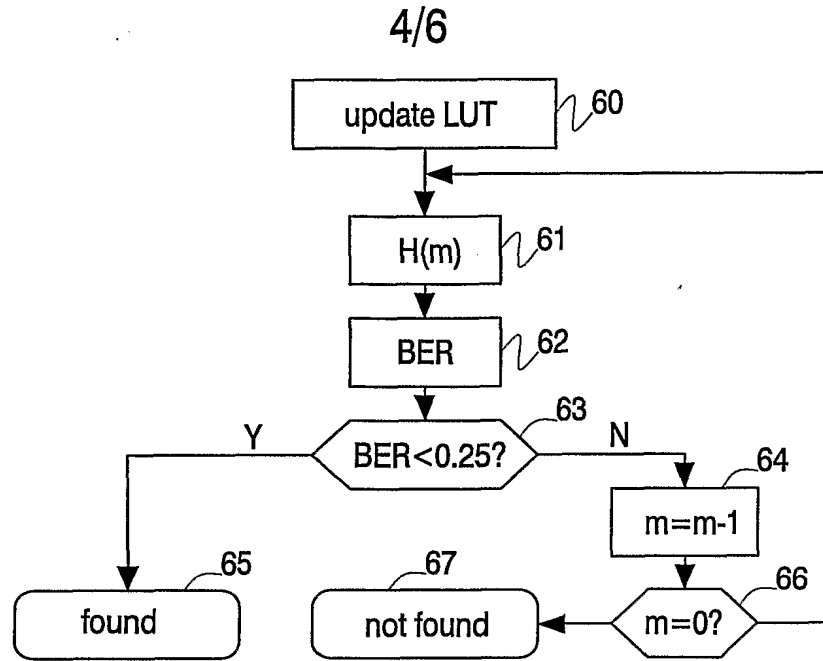 4/6
update LUT
60
H(m)
61
BER
62
BER<0.25?
63
Y
N
m=m-1
64
found
65
not found
67
m=0?
66